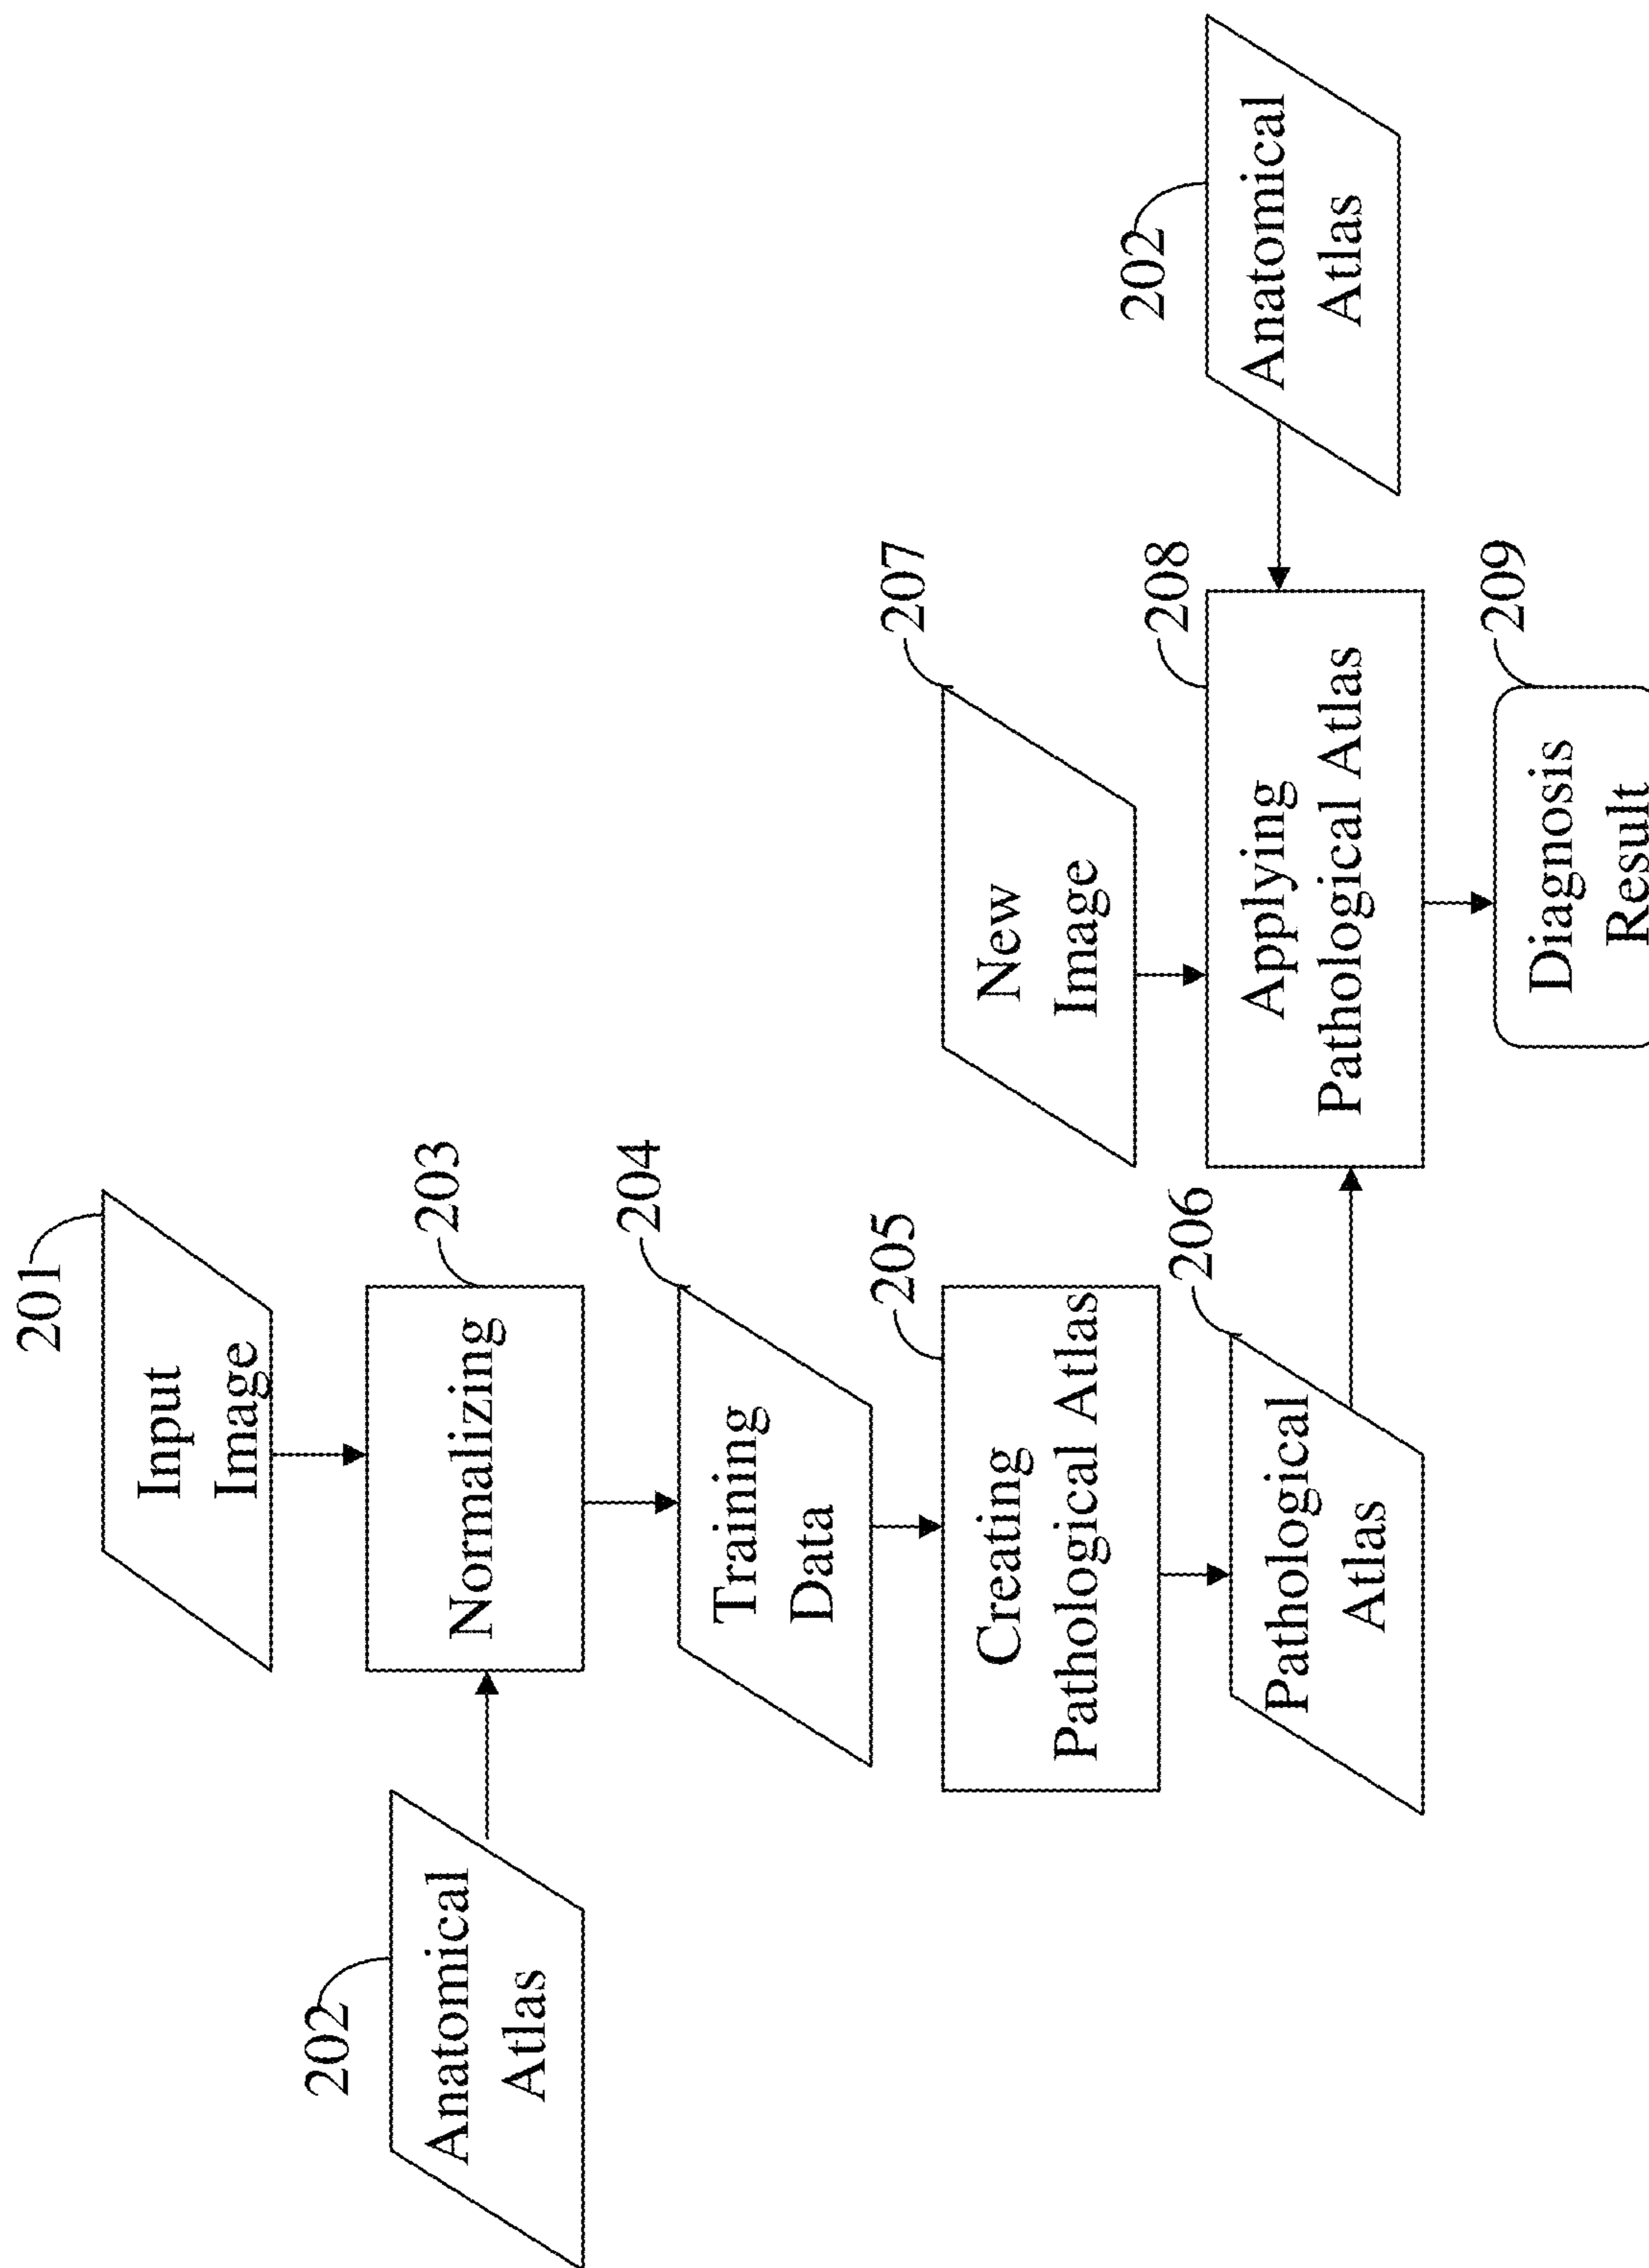 201
Input
Image
202
Anatomical
Atlas
203
Normalizing
204
Training
Data
205
Creating
Pathological Atlas
206
Pathological
Atlas
207
New
Image
208
Applying
Pathological Atlas
202
Anatomical
Atlas
209
Diagnosis
Result